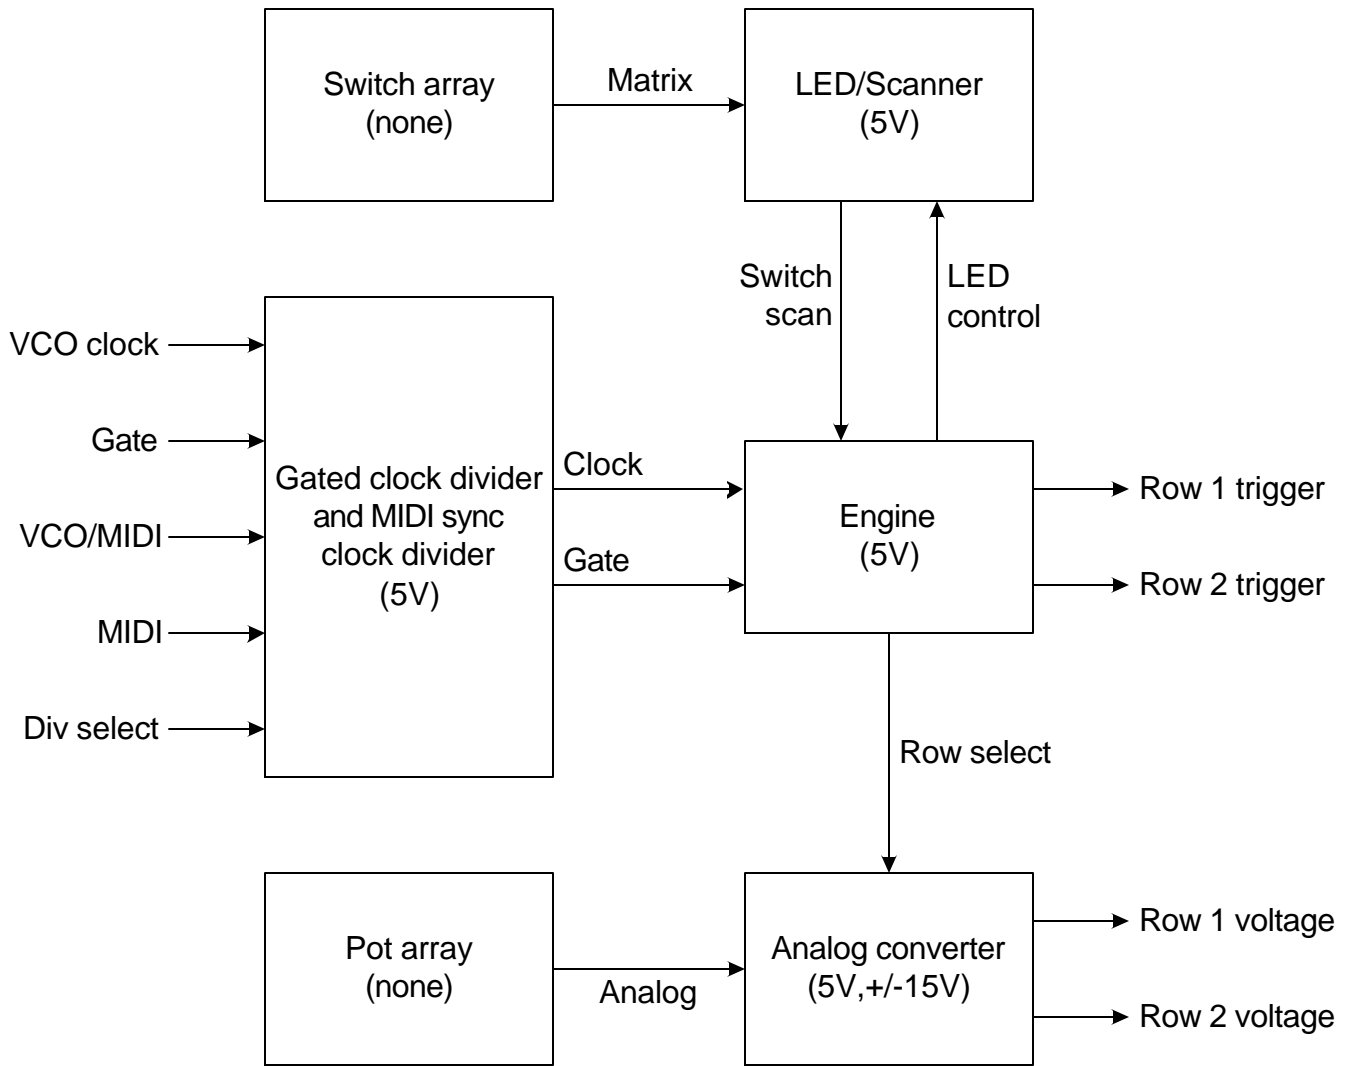 Switch array
(none)
Matrix
LED/Scanner
(5V)
Switch
scan
LED
control
VCO clock
Gate
VCO/MIDI
MIDI
Div select
Gated clock divider
and MIDI sync
clock divider
(5V)
Clock
Gate
Engine
(5V)
Row 1 trigger
Row 2 trigger
Row select
Pot array
(none)
Analog
Analog converter
(5V,+/-15V)
Row 1 voltage
Row 2 voltage